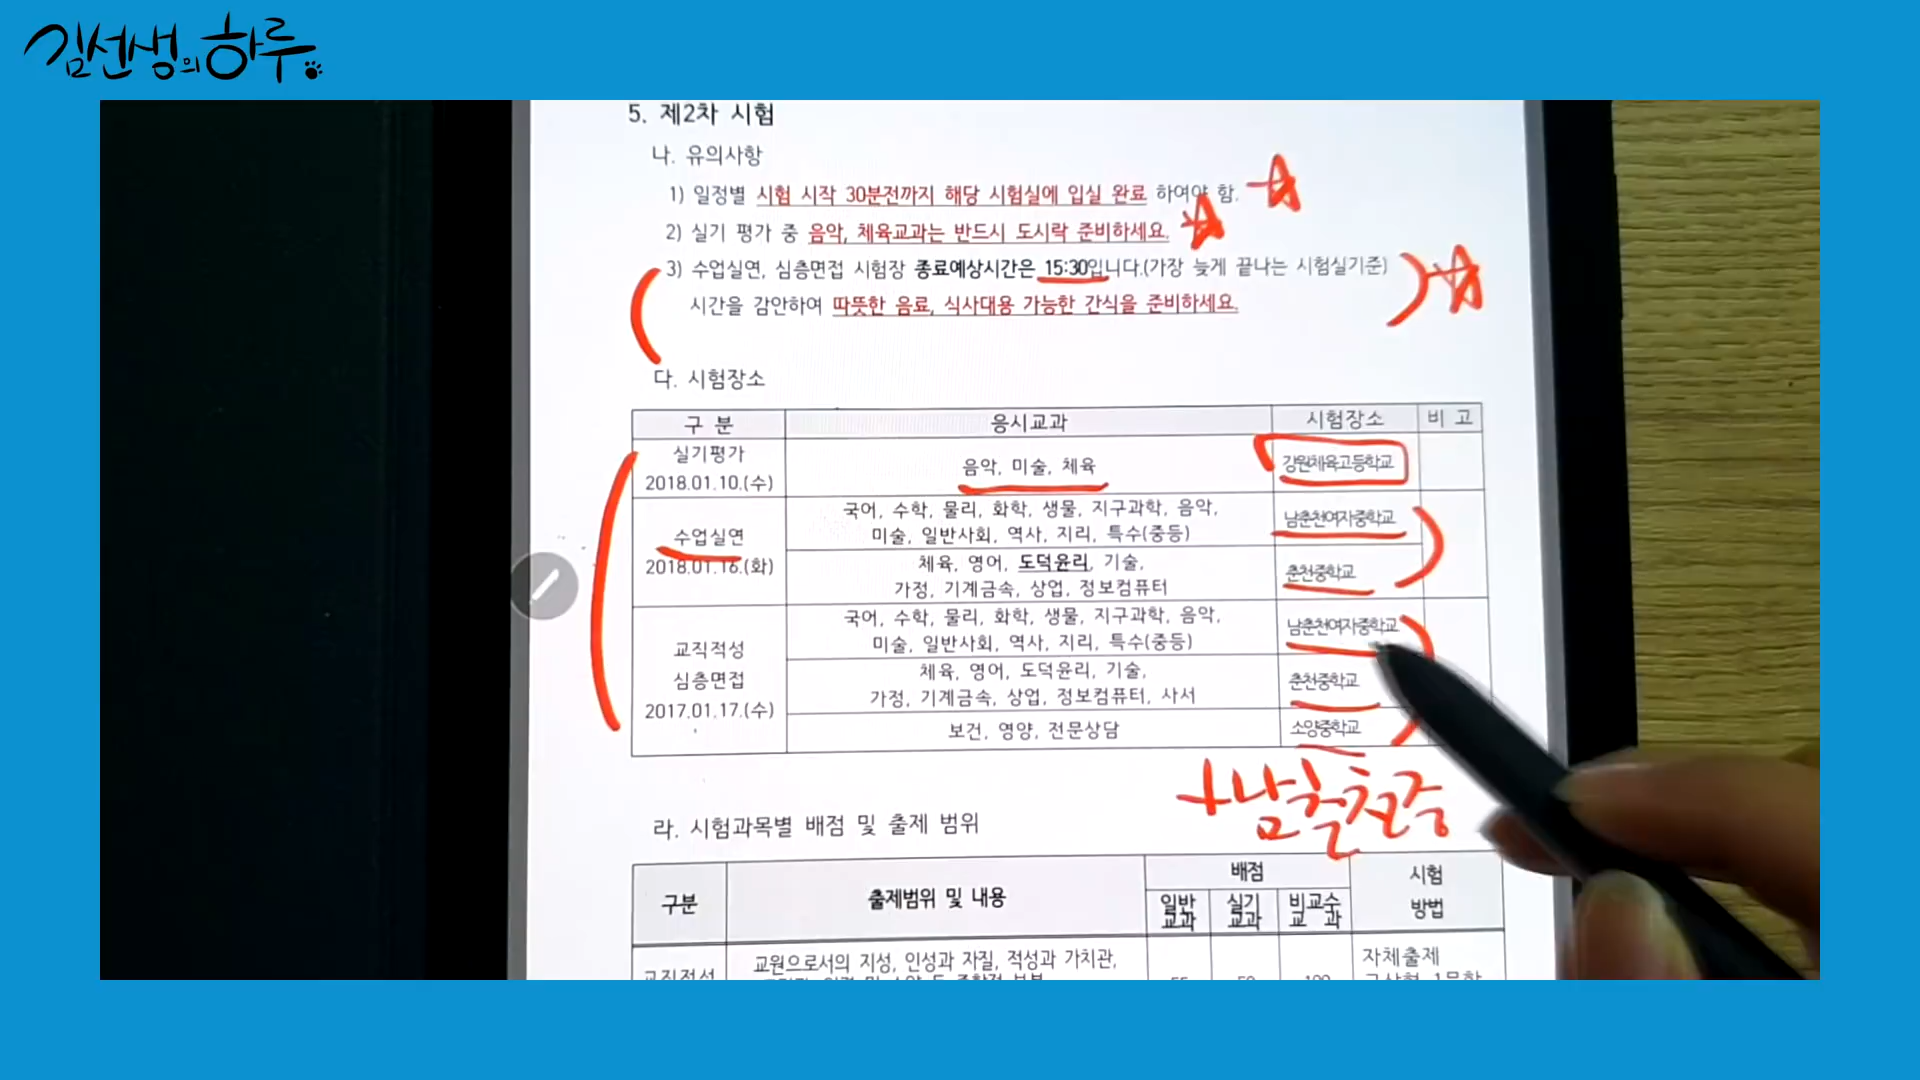 김선생의하루
5. 제2차 시험
나. 유의사항
1) 일정별 시험 시작 30분전까지 해당 시험실에 입실 완료 하여야 함.
2) 실기 평가 중 음악, 체육교과는 반드시 도시락 준비하세요.
3) 수업실연, 심층면접 시험장 종료예상시간은 15:30입니다.(가장 늦게 끝나는 시험실기준)
시간을 감안하여 따뜻한 음료, 식사대용 가능한 간식을 준비하세요.
다. 시험장소
구 분 응시교과 시험장소 비 고
실기평가
2018.01.10.(수)
음악, 미술, 체육
강원체육고등학교
수업실연
2018.01.16.(화)
국어, 수학, 물리, 화학, 생물, 지구과학, 음악,
미술, 일반사회, 역사, 지리, 특수(중등)
남춘천여자중학교
체육, 영어, 도덕윤리, 기술,
가정, 기계금속, 상업, 정보컴퓨터
춘천중학교
교직적성
심층면접
2017.01.17.(수)
국어, 수학, 물리, 화학, 생물, 지구과학, 음악,
미술, 일반사회, 역사, 지리, 특수(중등)
남춘천여자중학교
체육, 영어, 도덕윤리, 기술,
가정, 기계금속, 상업, 정보컴퓨터, 사서
춘천중학교
보건, 영양, 전문상담
소양중학교
+남춘천중
라. 시험과목별 배점 및 출제 범위
구분 출제범위 및 내용 배점 시험
방법
일반
교과
실기
교과
비교수
교 과
교직적성
교원으로서의 지성, 인성과 자질, 적성과 가치관,
자체출제